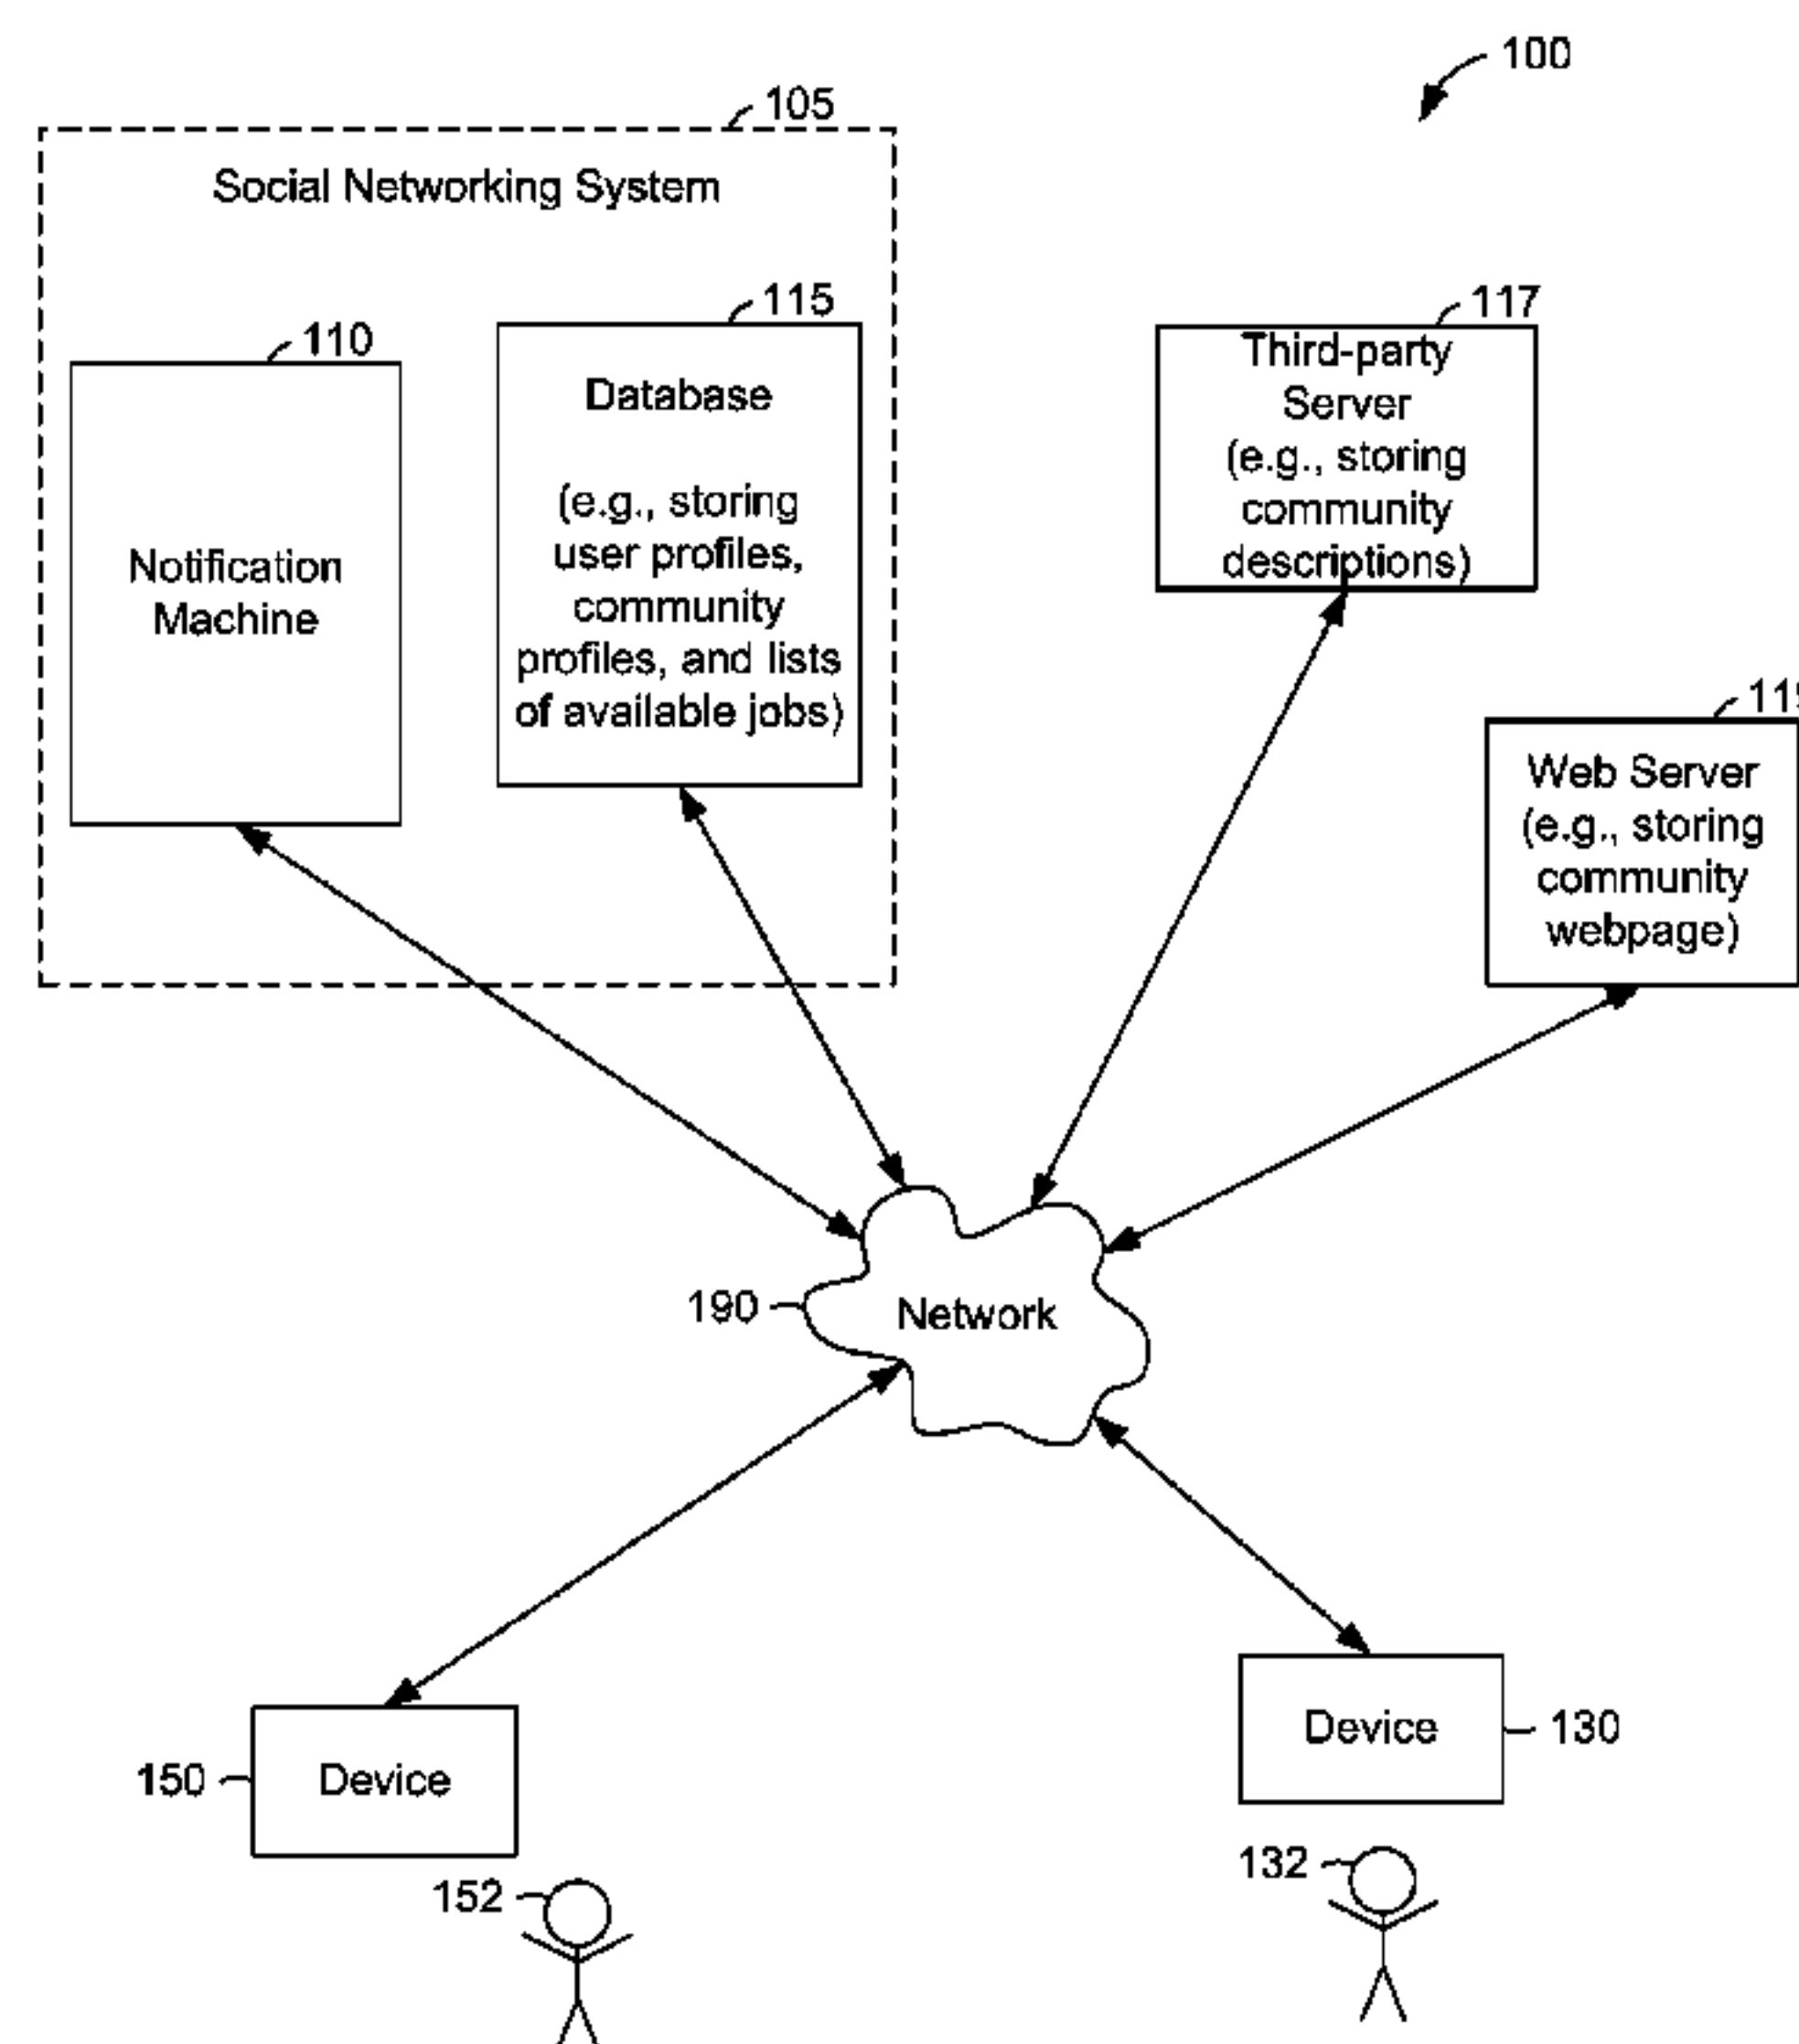 100
105
Social Networking System
115
117
110
Third-party
Server
(e.g., storing
community
descriptions)
Database
(e.g., storing
user profiles,
community
profiles, and lists
of available jobs)
Notification
Machine
Web Server
(e.g., storing
community
webpage)
190
Network
Device
130
150
Device
132
152